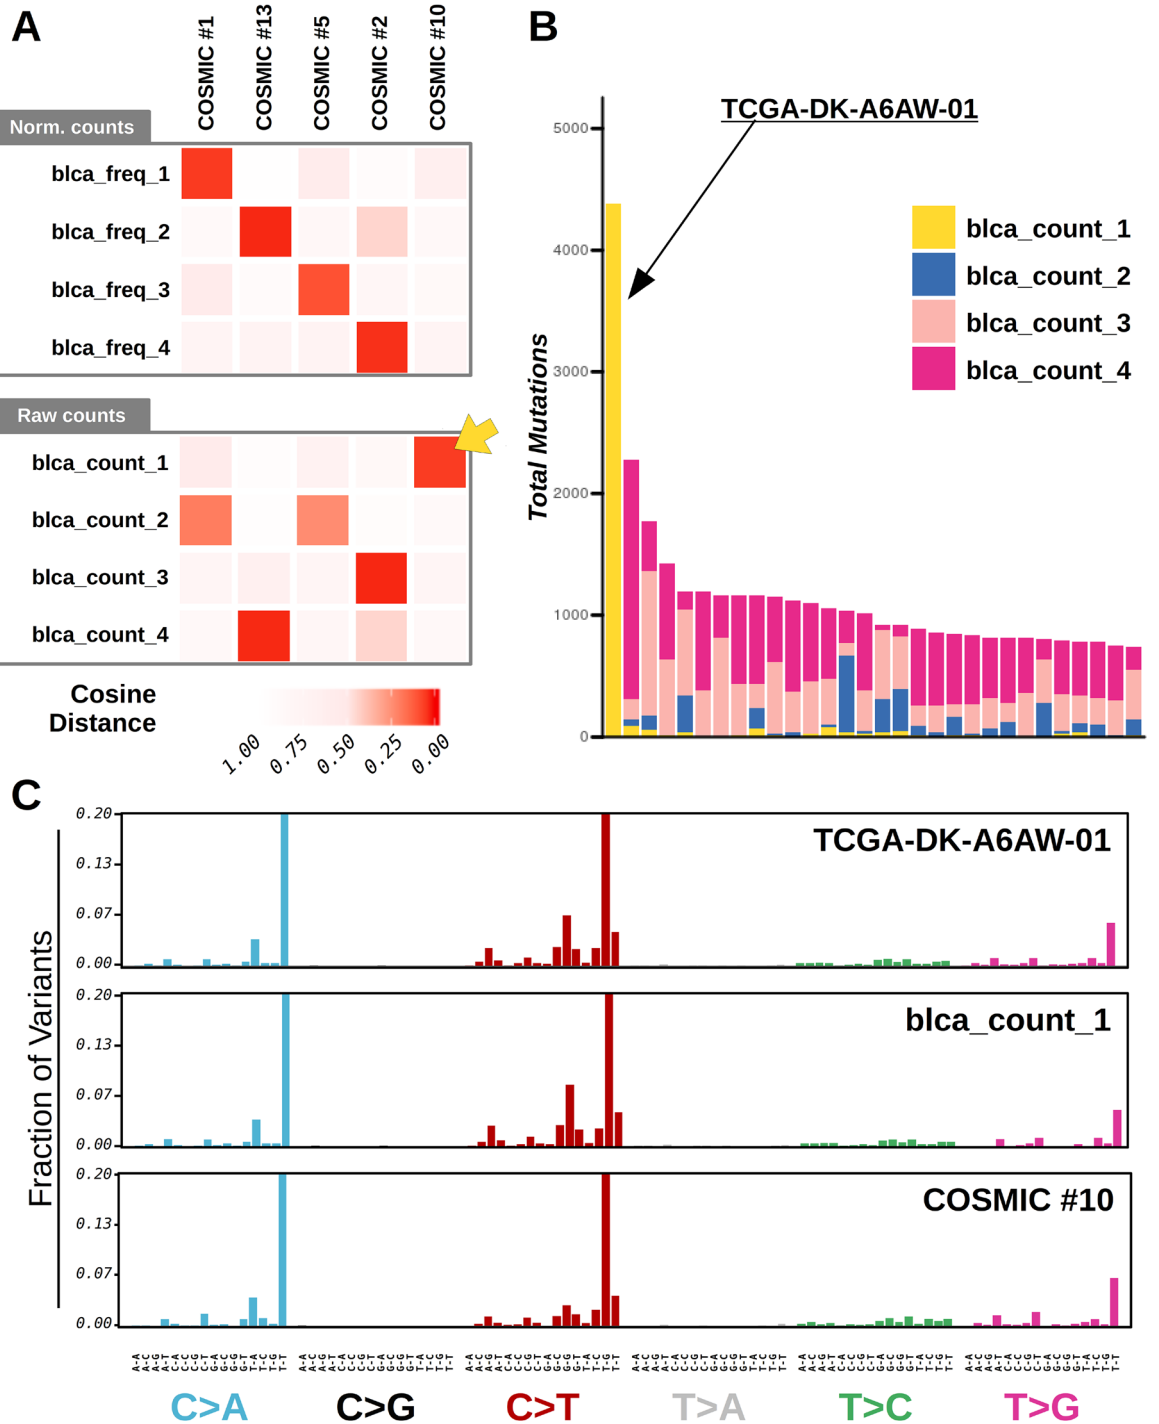 A
COSMIC #1
COSMIC #13
COSMIC #5
COSMIC #2
COSMIC #10
Norm. counts
blca_freq_1
blca_freq_2
blca_freq_3
blca_freq_4
Raw counts
blca_count_1
blca_count_2
blca_count_3
blca_count_4
Cosine
Distance
1.00
0.75
0.50
0.25
0.00
B
TCGA-DK-A6AW-01
Total Mutations
5000
4000
3000
2000
1000
0
blca_count_1
blca_count_2
blca_count_3
blca_count_4
C
Fraction of Variants
0.20
0.13
0.07
0.00
TCGA-DK-A6AW-01
0.20
0.13
0.07
0.00
blca_count_1
0.20
0.13
0.07
0.00
COSMIC #10
C>A
C>G
C>T
T>A
T>C
T>G